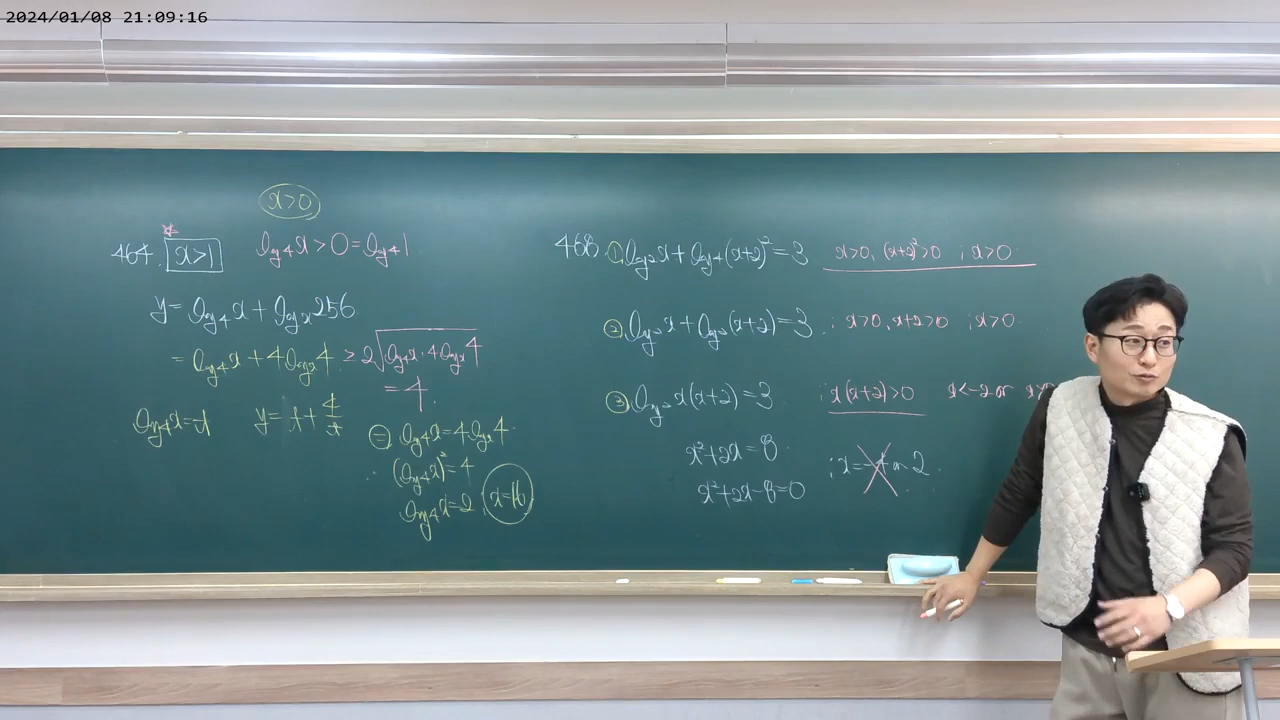 2024/01/08 21:09:16
x>0
464. x>1 log₄x>0=log₄1
y=log₄x+logₓ256
=log₄x+4logₓ4≥2√(log₄x·4logₓ4)
=4
log₄x=t y=t+4/t
(=) log₄x=4logₓ4
(log₄x)²=4
log₄x=2 ; x=16
468. ① log₂x+log₄(x+2)²=3 x>0, (x+2)²>0 ; x>0
② log₂x+log₂(x+2)=3 ; x>0, x+2>0 ; x>0
③ log₂x(x+2)=3 ; x(x+2)>0 x<-2 or
x²+2x=8
x²+2x-8=0
; x=-4 or 2